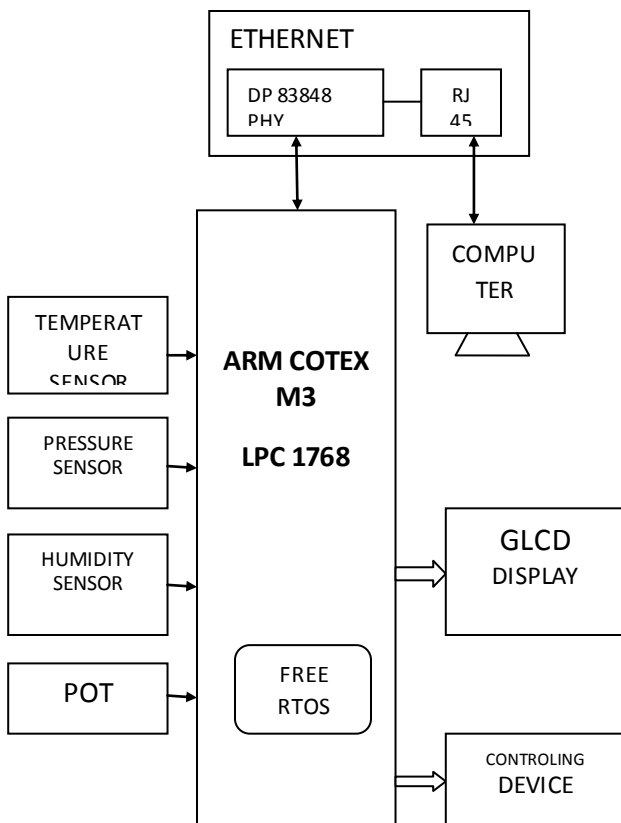 ETHERNET
DP 83848
PHY
RJ
45
COMPU
TER
TEMPERAT
URE
SENSOR
ARM COTEX
M3
LPC 1768
PRESSURE
SENSOR
HUMIDITY
SENSOR
GLCD
DISPLAY
POT
FREE
RTOS
CONTROLING
DEVICE